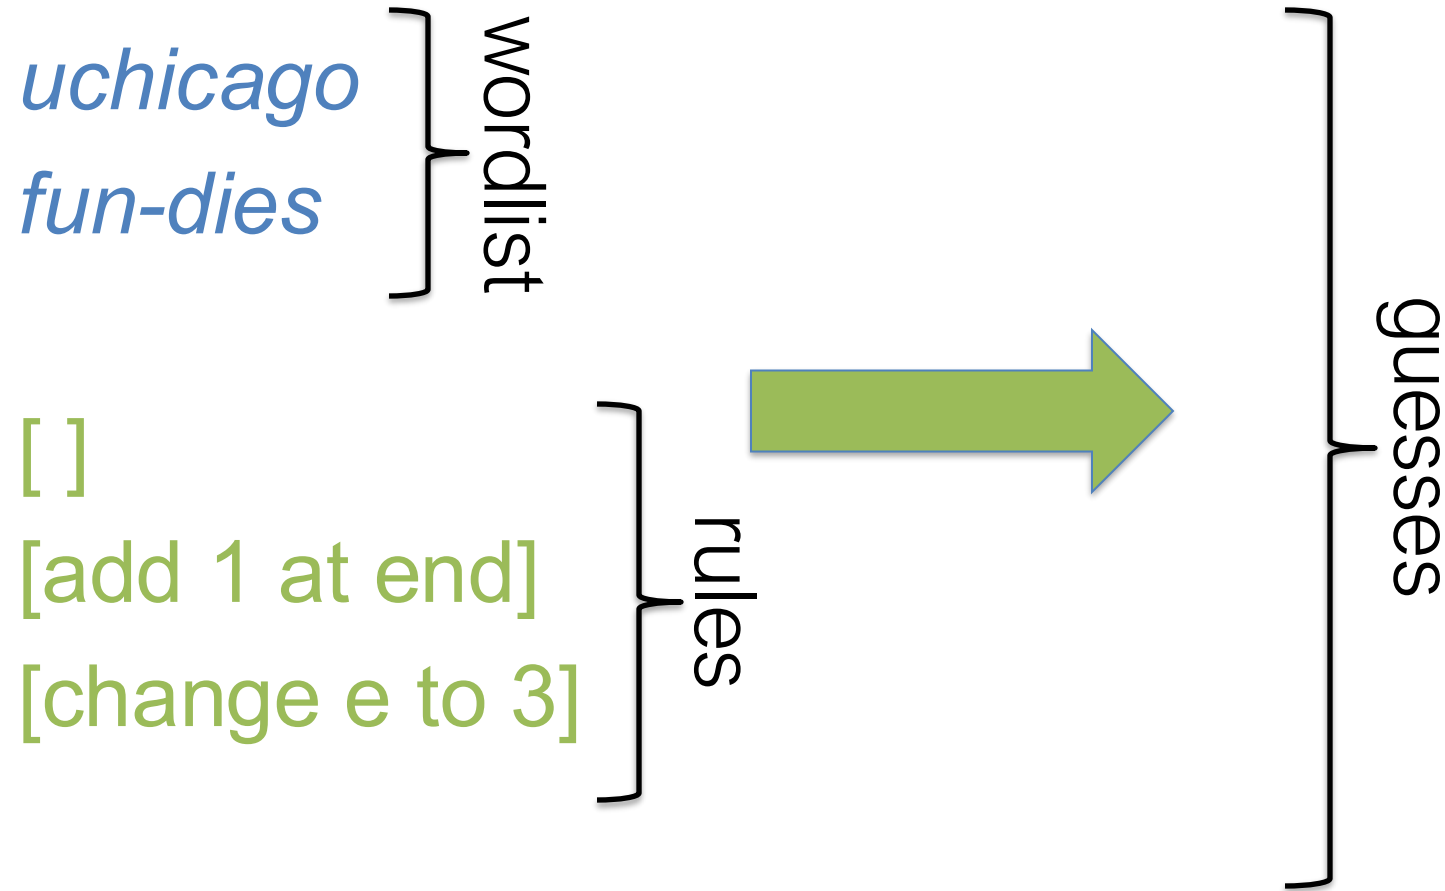 uchicago
fun-dies
wordlist
[ ]
[add 1 at end]
[change e to 3]
rules
guesses